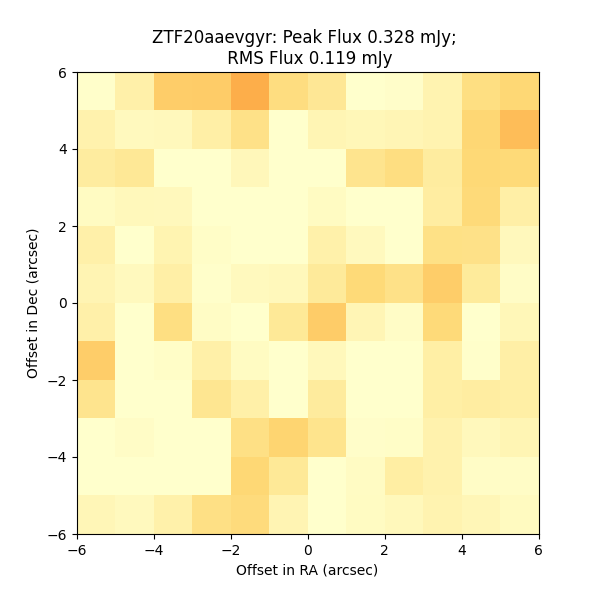 ZTF20aaevgyr: Peak Flux 0.328 mJy;
RMS Flux 0.119 mJy
6
4
2
0
−2
−4
−6
Offset in Dec (arcsec)
−6 −4 −2 0 2 4 6
Offset in RA (arcsec)